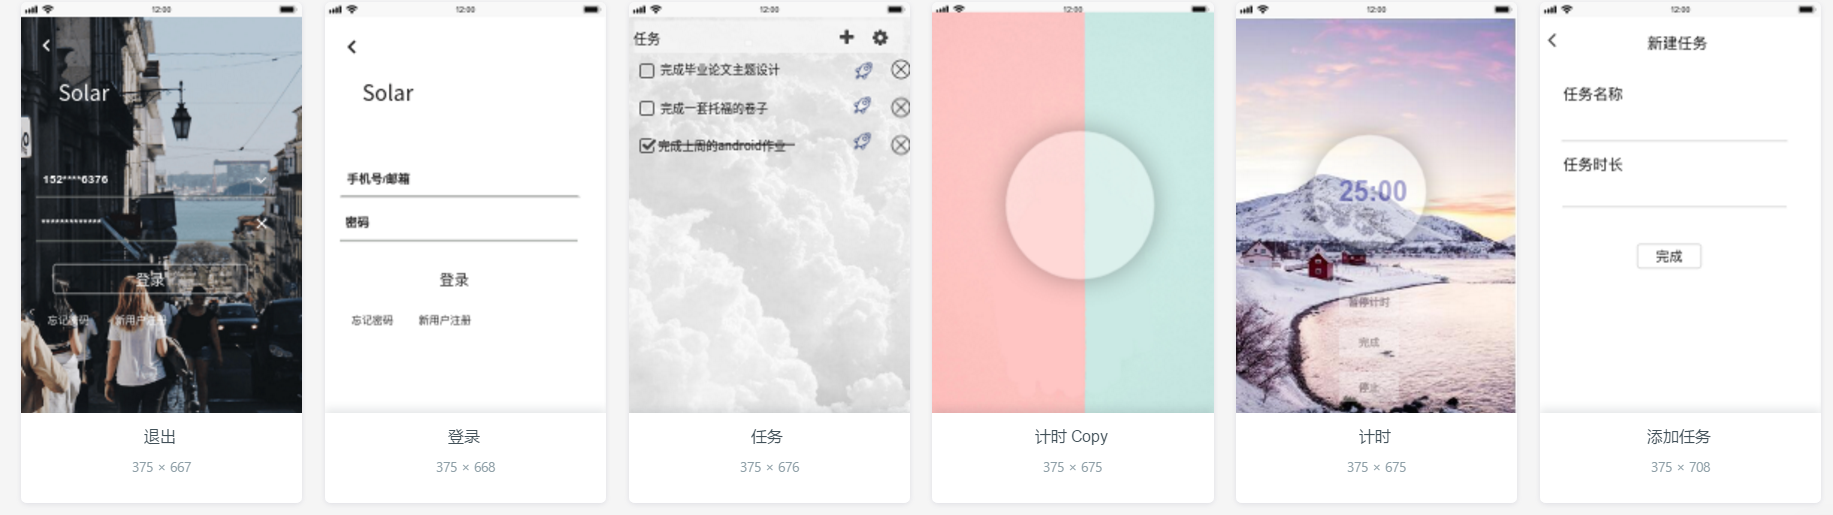 12:00
Solar
152****6376
*************
登录
忘记密码 新用户注册
退出
375 × 667
12:00
Solar
手机号/邮箱
密码
登录
忘记密码 新用户注册
登录
375 × 668
12:00
任务
完成毕业论文主题设计
完成一套托福的卷子
完成上周的android作业
任务
375 × 676
12:00
计时 Copy
375 × 675
12:00
25:00
暂停计时
完成
停止
计时
375 × 675
12:00
新建任务
任务名称
任务时长
完成
添加任务
375 × 708